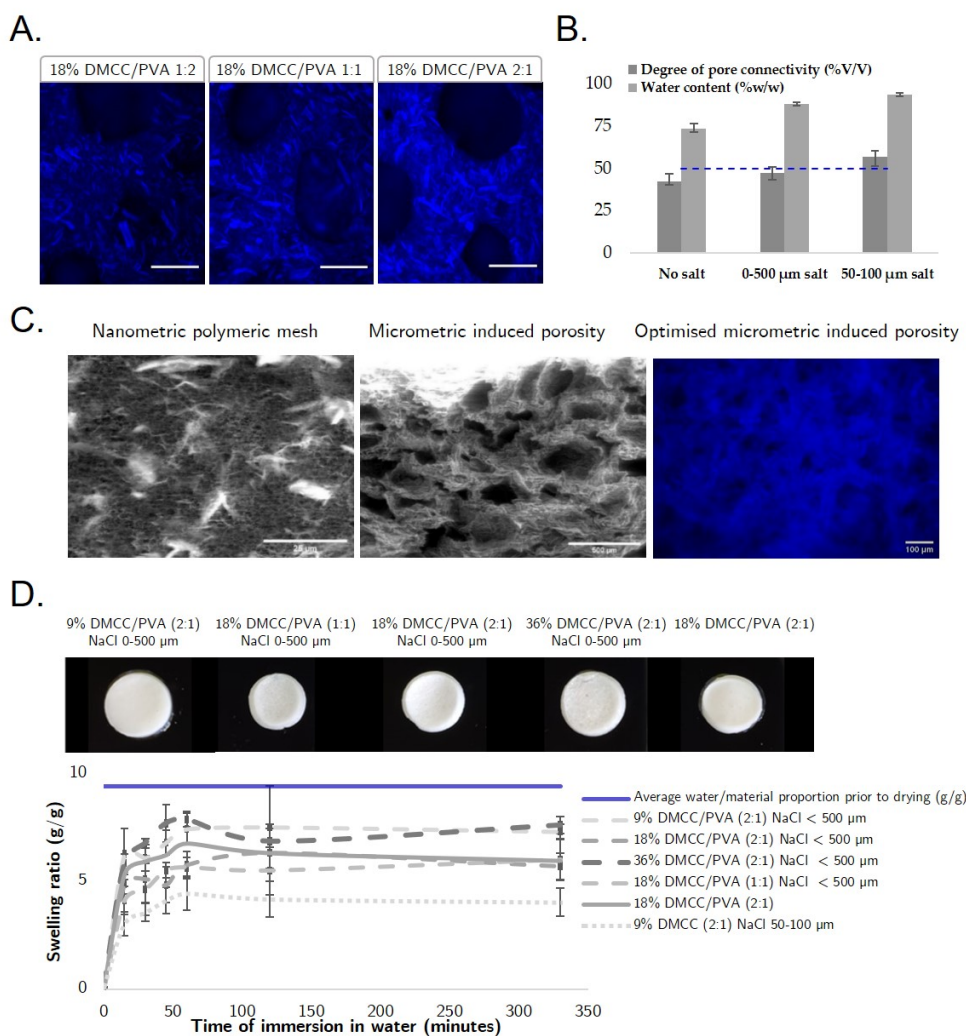 A.
18% DMCC/PVA 1:2
18% DMCC/PVA 1:1
18% DMCC/PVA 2:1
B.
Degree of pore connectivity (%V/V)
Water content (%w/w)
100
75
50
25
0
No salt
0-500 µm salt
50-100 µm salt
C.
Nanometric polymeric mesh
Micrometric induced porosity
Optimised micrometric induced porosity
500 µm
100 µm
D.
9% DMCC/PVA (2:1)
NaCl 0-500 µm
18% DMCC/PVA (1:1)
NaCl 0-500 µm
18% DMCC/PVA (2:1)
NaCl 0-500 µm
36% DMCC/PVA (2:1)
NaCl 0-500 µm
18% DMCC/PVA (2:1)
Swelling ratio (g/g)
10
5
0
0
50
100
150
200
250
300
350
Time of immersion in water (minutes)
Average water/material proportion prior to drying (g/g)
9% DMCC/PVA (2:1) NaCl < 500 µm
18% DMCC/PVA (2:1) NaCl < 500 µm
36% DMCC/PVA (2:1) NaCl < 500 µm
18% DMCC/PVA (1:1) NaCl < 500 µm
18% DMCC/PVA (2:1)
9% DMCC (2:1) NaCl 50-100 µm